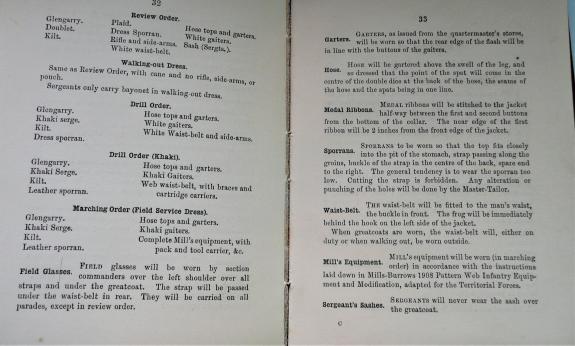 32
Review Order.
Glengarry. Plaid. Hose tops and garters.
Doublet. Dress Sporran. White gaiters.
Kilt. Rifle and side-arms. Sash (Sergts.).
White waist-belt.
Walking-out Dress.
Same as Review Order, with cane and no rifle, side-arms, or
pouch.
Sergeants only carry bayonet in walking-out dress.
Drill Order.
Glengarry. Hose tops and garters.
Khaki serge. White gaiters.
Kilt. White Waist-belt and side-arms.
Dress sporran.
Drill Order (Khaki).
Glengarry. Hose tops and garters.
Khaki Serge. Khaki Gaiters.
Kilt. Web waist-belt, with braces and
Leather sporran. cartridge carriers.
Marching Order (Field Service Dress).
Glengarry. Hose tops and garters.
Khaki Serge. Khaki gaiters.
Kilt. Complete Mill's equipment, with
Leather sporran. pack and tool carrier, &c.
Field Glasses. FIELD glasses will be worn by section
commanders over the left shoulder over all
straps and under the greatcoat. The strap will be passed
under the waist-belt in rear. They will be carried on all
parades, except in review order.
33
Garters. GARTERS, as issued from the quartermaster's stores,
will be worn so that the rear edge of the flash will be
in line with the buttons of the gaiters.
Hose. HOSE will be gartered above the swell of the leg, and
so dressed that the point of the spot will come in the
centre of the double dice at the back of the hose, the seams of
the hose and the spats being in one line.
Medal Ribbons. MEDAL ribbons will be stitched to the jacket
half-way between the first and second buttons
from the bottom of the collar. The near edge of the first
ribbon will be 2 inches from the front edge of the jacket.
Sporrans. SPORRANS to be worn so that the top fits closely
into the pit of the stomach, strap passing along the
groins, buckle of the strap in the centre of the back, spare end
to the right. The general tendency is to wear the sporran too
low. Cutting the strap is forbidden. Any alteration or
punching of the holes will be done by the Master-Tailor.
Waist-Belt. THE waist-belt will be fitted to the man's waist,
the buckle in front. The frog will be immediately
behind the hook on the left side of the jacket.
When greatcoats are worn, the waist-belt will, either on
duty or when walking out, be worn outside.
Mill's Equipment. MILL'S equipment will be worn (in marching
order) in accordance with the instructions
laid down in Mills-Burrows 1908 Pattern Web Infantry Equip-
ment and Modification, adapted for the Territorial Forces.
Sergeant's Sashes. SERGEANTS will never wear the sash over
the greatcoat.
C